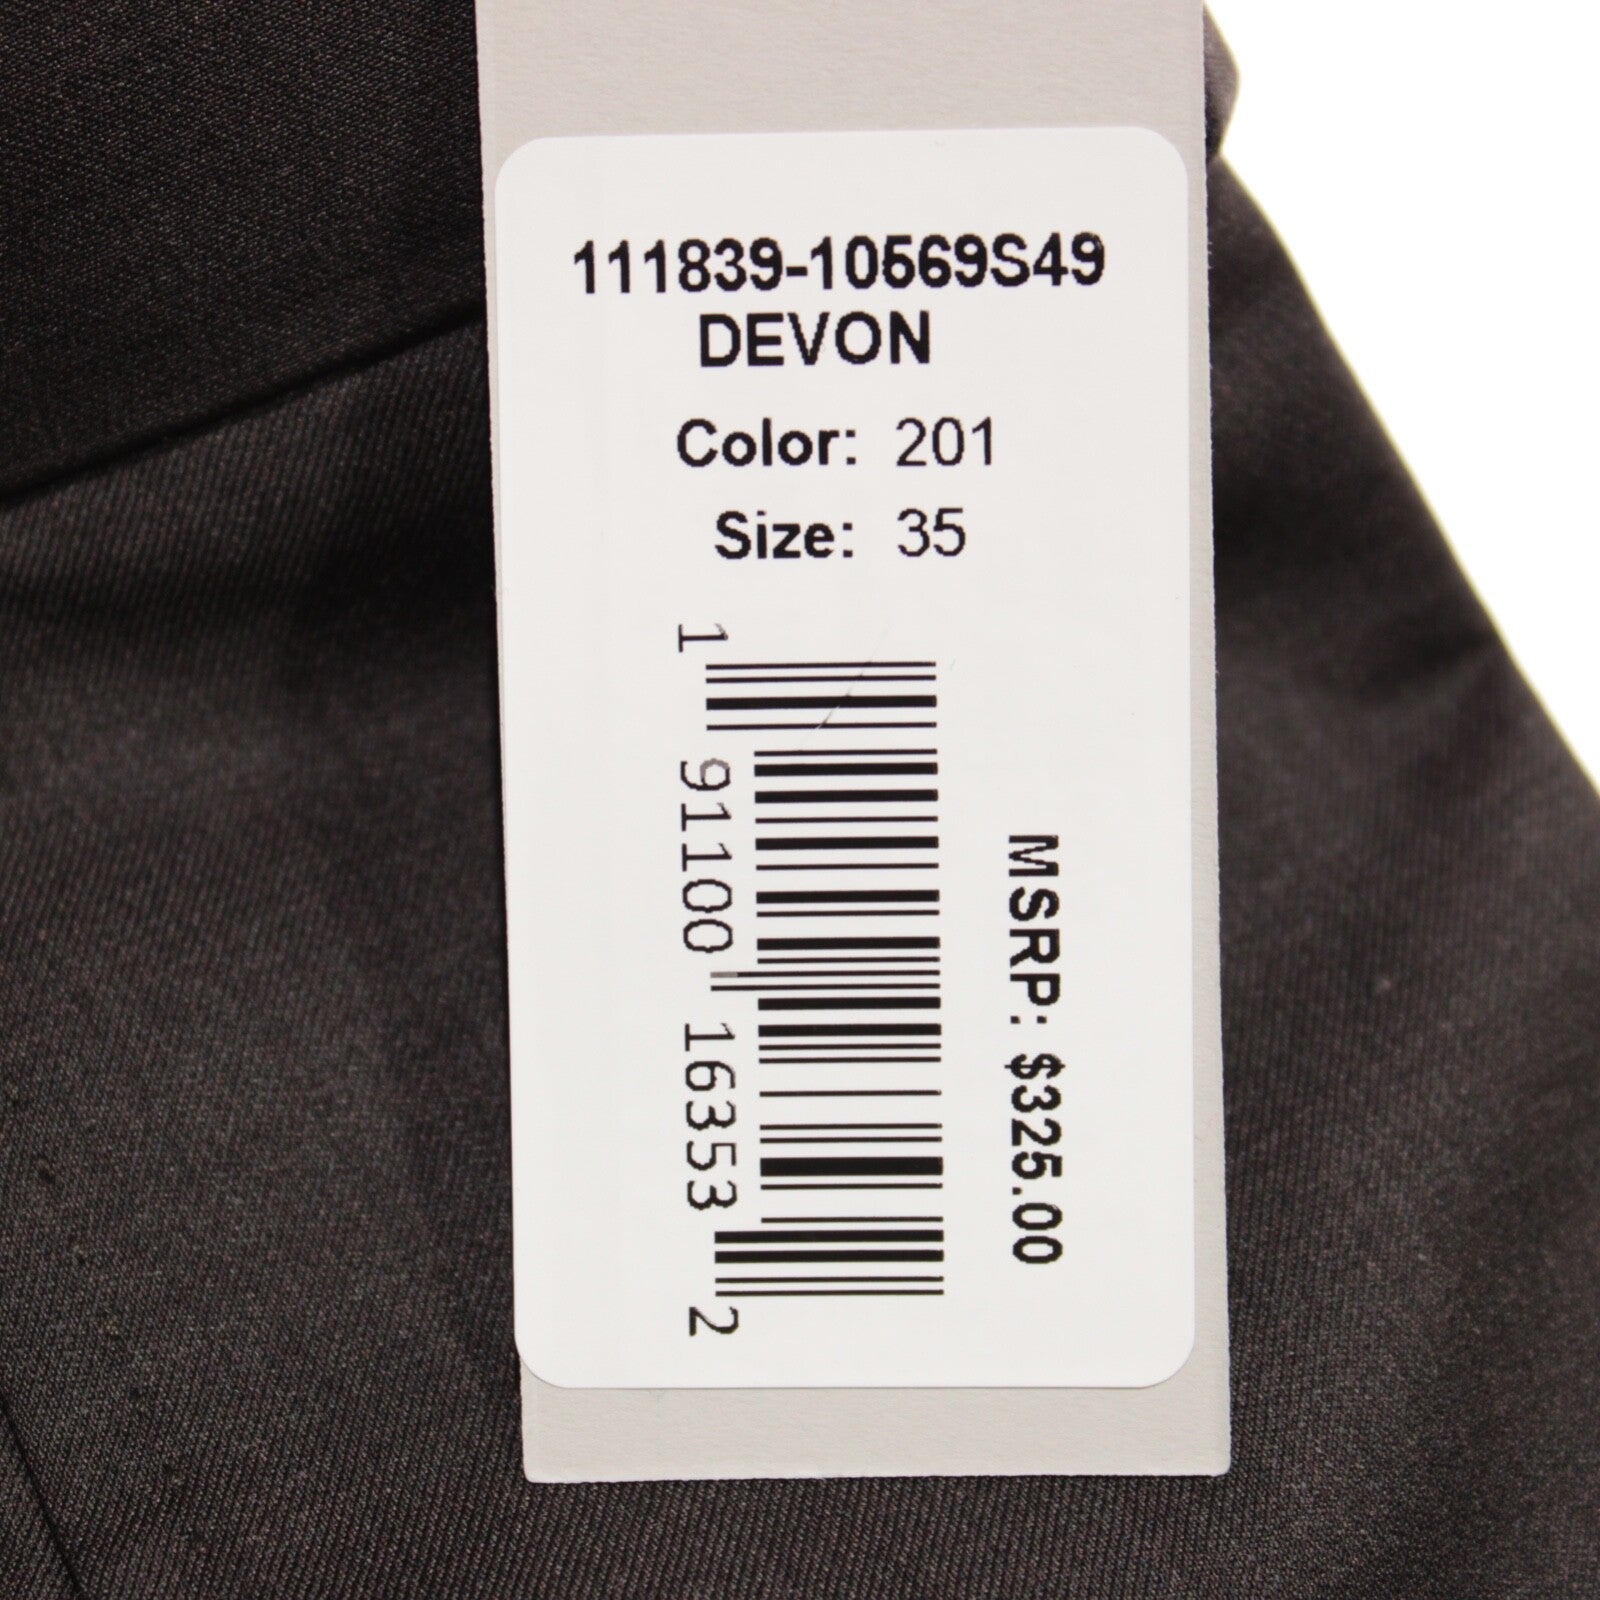 111839-10569S49
DEVON
Color: 201
Size: 35
1 91100 16353 2
MSRP: $325.00